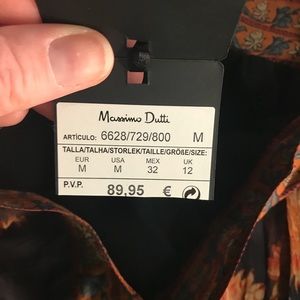 Massimo Dutti
ARTÍCULO: 6628/729/800 M
TALLA/TALHA/STORLEK/TAILLE/GRÖßE/SIZE:
EUR USA MEX UK
M M 32 12
P.V.P. 89,95 €